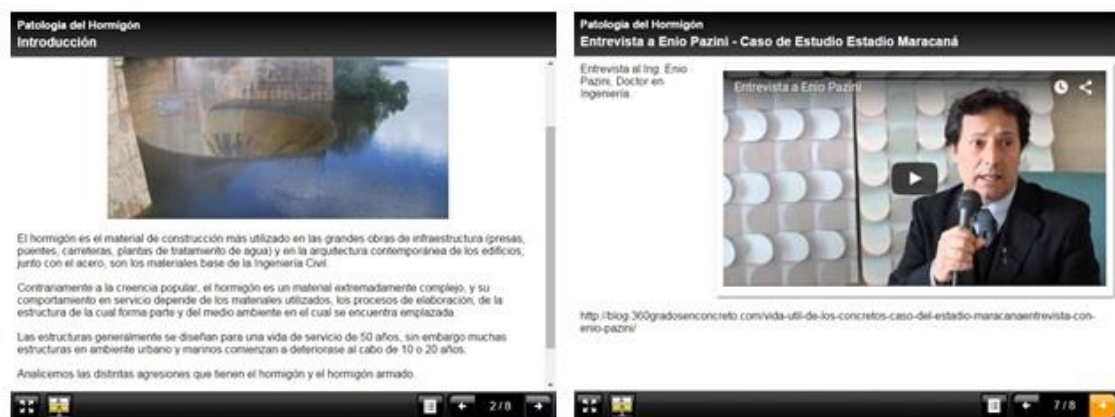 Patología del Hormigón
Introducción
El hormigón es el material de construcción más utilizado en las grandes obras de infraestructura (presas,
puentes, carreteras, plantas de tratamiento de agua) y en la arquitectura contemporánea de los edificios,
junto con el acero, son los materiales base de la Ingeniería Civil.
Contrariamente a la creencia popular, el hormigón es un material extremadamente complejo, y su
comportamiento en servicio depende de los materiales utilizados, los procesos de elaboración, de la
estructura de la cual forma parte y del medio ambiente en el cual se encuentra emplazada.
Las estructuras generalmente se diseñan para una vida de servicio de 50 años, sin embargo muchas
estructuras en ambiente urbano y marinos comienzan a deteriorase al cabo de 10 o 20 años.
Analicemos las distintas agresiones que tienen el hormigón y el hormigón armado.
2/8
Patología del Hormigón
Entrevista a Enio Pazini - Caso de Estudio Estadio Maracaná
Entrevista al Ing. Enio
Pazini, Doctor en
Ingeniería.
Entrevista a Enio Pazini
http://blog.360gradosenconcreto.com/vida-util-de-los-concretos-caso-del-estadio-maracanaentrevista-con-
enio-pazini/
7/8